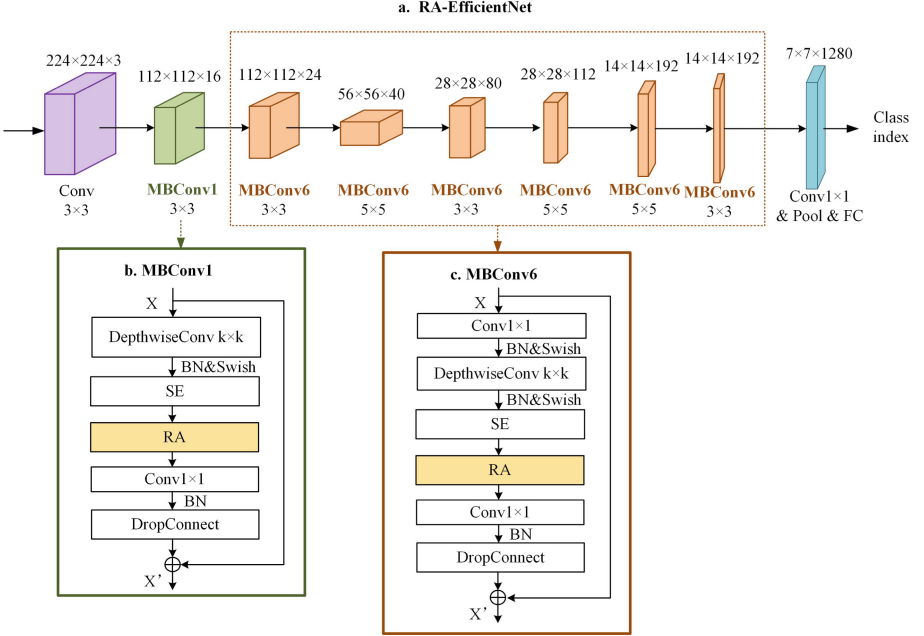 a. RA-EfficientNet
224×224×3
112×112×16
112×112×24
56×56×40
28×28×80
28×28×112
14×14×192
14×14×192
7×7×1280
Class
index
Conv
3×3
MBConv1
3×3
MBConv6
3×3
MBConv6
5×5
MBConv6
3×3
MBConv6
5×5
MBConv6
5×5
MBConv6
3×3
Conv1×1
& Pool & FC
b. MBConv1
X
DepthwiseConv k×k
BN&Swish
SE
RA
Conv1×1
BN
DropConnect
X’
c. MBConv6
X
Conv1×1
BN&Swish
DepthwiseConv k×k
BN&Swish
SE
RA
Conv1×1
BN
DropConnect
X’